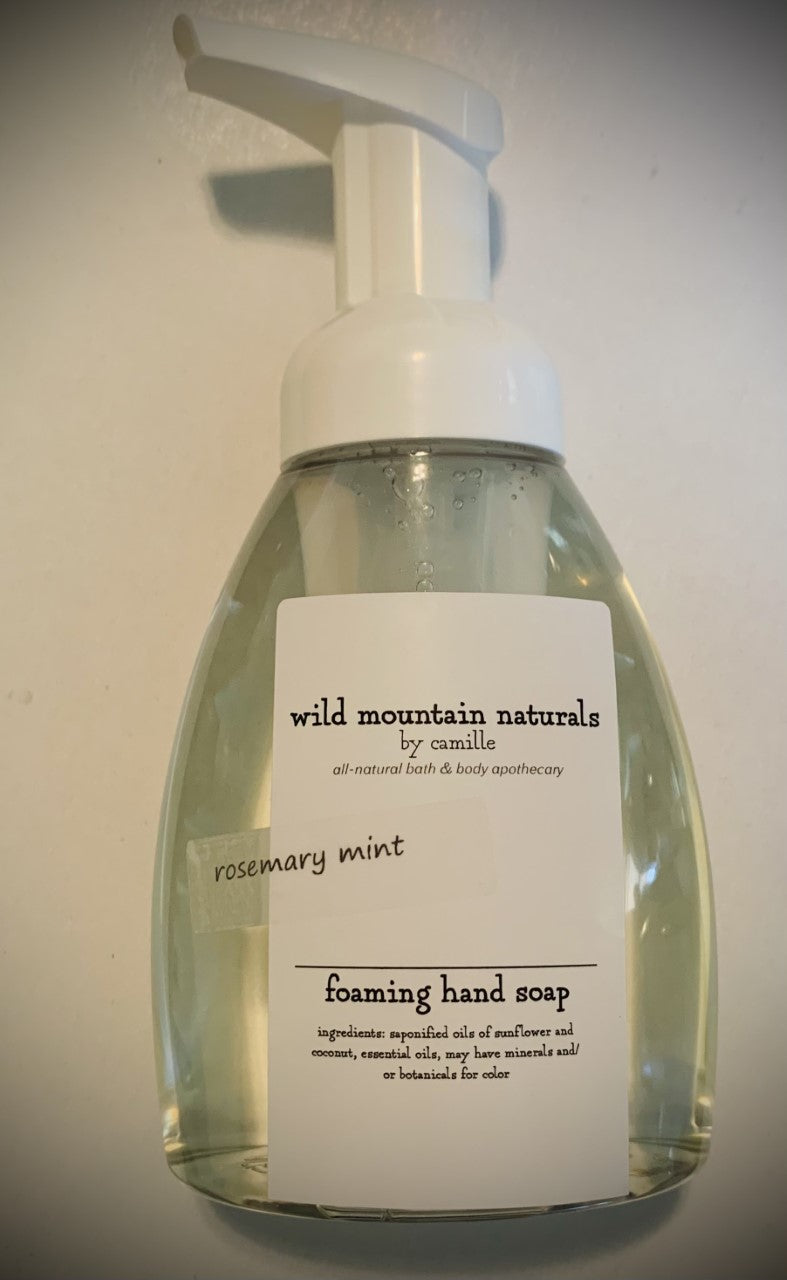 wild mountain naturals
by camille
all-natural bath & body apothecary
rosemary mint
foaming hand soap
ingredients: saponified oils of sunflower and
coconut, essential oils, may have minerals and/
or botanicals for color